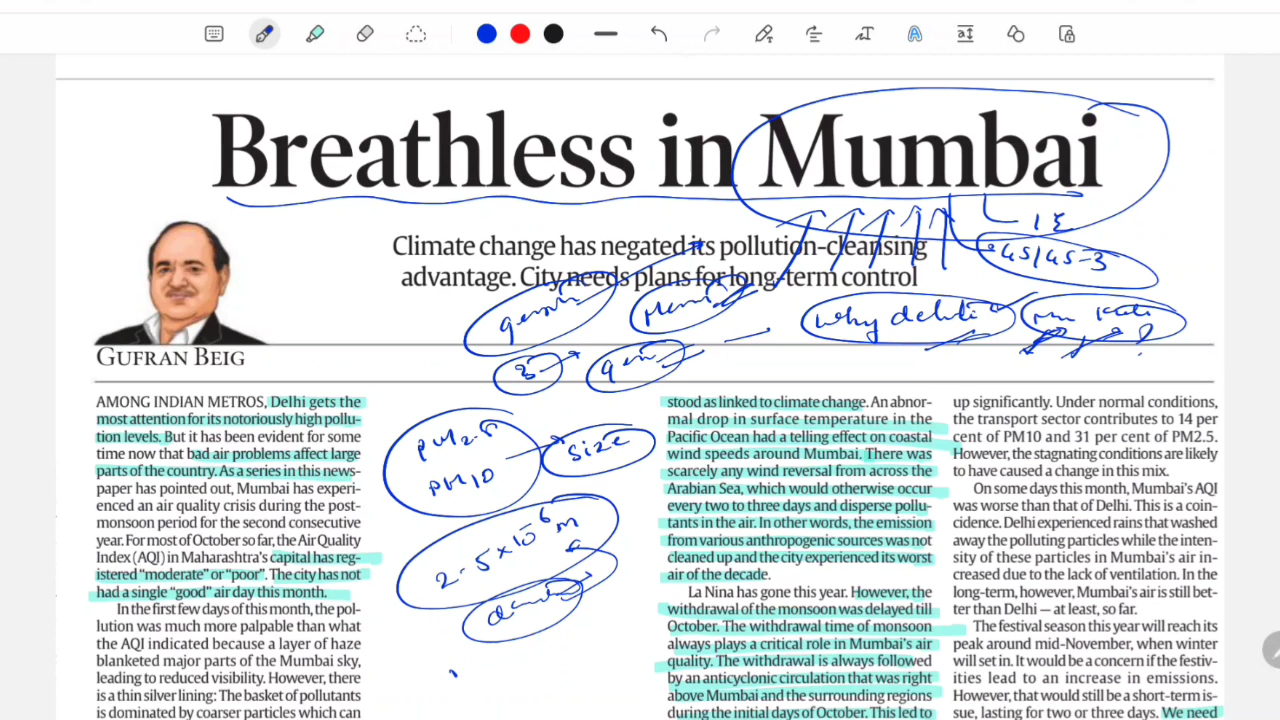 Breathless in Mumbai
Climate change has negated its pollution-cleansing
advantage. City needs plans for long-term control
GUFRAN BEIG
why
PM2.5
PM10
size
2.5×10⁻⁶m
AMONG INDIAN METROS, Delhi gets the
most attention for its notoriously high pollu-
tion levels. But it has been evident for some
time now that bad air problems affect large
parts of the country. As a series in this news-
paper has pointed out, Mumbai has experi-
enced an air quality crisis during the post-
monsoon period for the second consecutive
year. For most of October so far, the Air Quality
Index (AQI) in Maharashtra's capital has reg-
istered “moderate” or “poor”. The city has not
had a single “good” air day this month.
In the first few days of this month, the pol-
lution was much more palpable than what
the AQI indicated because a layer of haze
blanketed major parts of the Mumbai sky,
leading to reduced visibility. However, there
is a thin silver lining: The basket of pollutants
is dominated by coarser particles which can
stood as linked to climate change. An abnor-
mal drop in surface temperature in the
Pacific Ocean had a telling effect on coastal
wind speeds around Mumbai. There was
scarcely any wind reversal from across the
Arabian Sea, which would otherwise occur
every two to three days and disperse pollu-
tants in the air. In other words, the emission
from various anthropogenic sources was not
cleaned up and the city experienced its worst
air of the decade.
La Nina has gone this year. However, the
withdrawal of the monsoon was delayed till
October. The withdrawal time of monsoon
always plays a critical role in Mumbai's air
quality. The withdrawal is always followed
by an anticyclonic circulation that was right
above Mumbai and the surrounding regions
during the initial days of October. This led to
up significantly. Under normal conditions,
the transport sector contributes to 14 per
cent of PM10 and 31 per cent of PM2.5.
However, the stagnating conditions are likely
to have caused a change in this mix.
On some days this month, Mumbai's AQI
was worse than that of Delhi. This is a coin-
cidence. Delhi experienced rains that washed
away the polluting particles while the inten-
sity of these particles in Mumbai's air in-
creased due to the lack of ventilation. In the
long-term, however, Mumbai's air is still bet-
ter than Delhi — at least, so far.
The festival season this year will reach its
peak around mid-November, when winter
will set in. It would be a concern if the festiv-
ities lead to an increase in emissions.
However, that would still be a short-term is-
sue, lasting for two or three days. We need